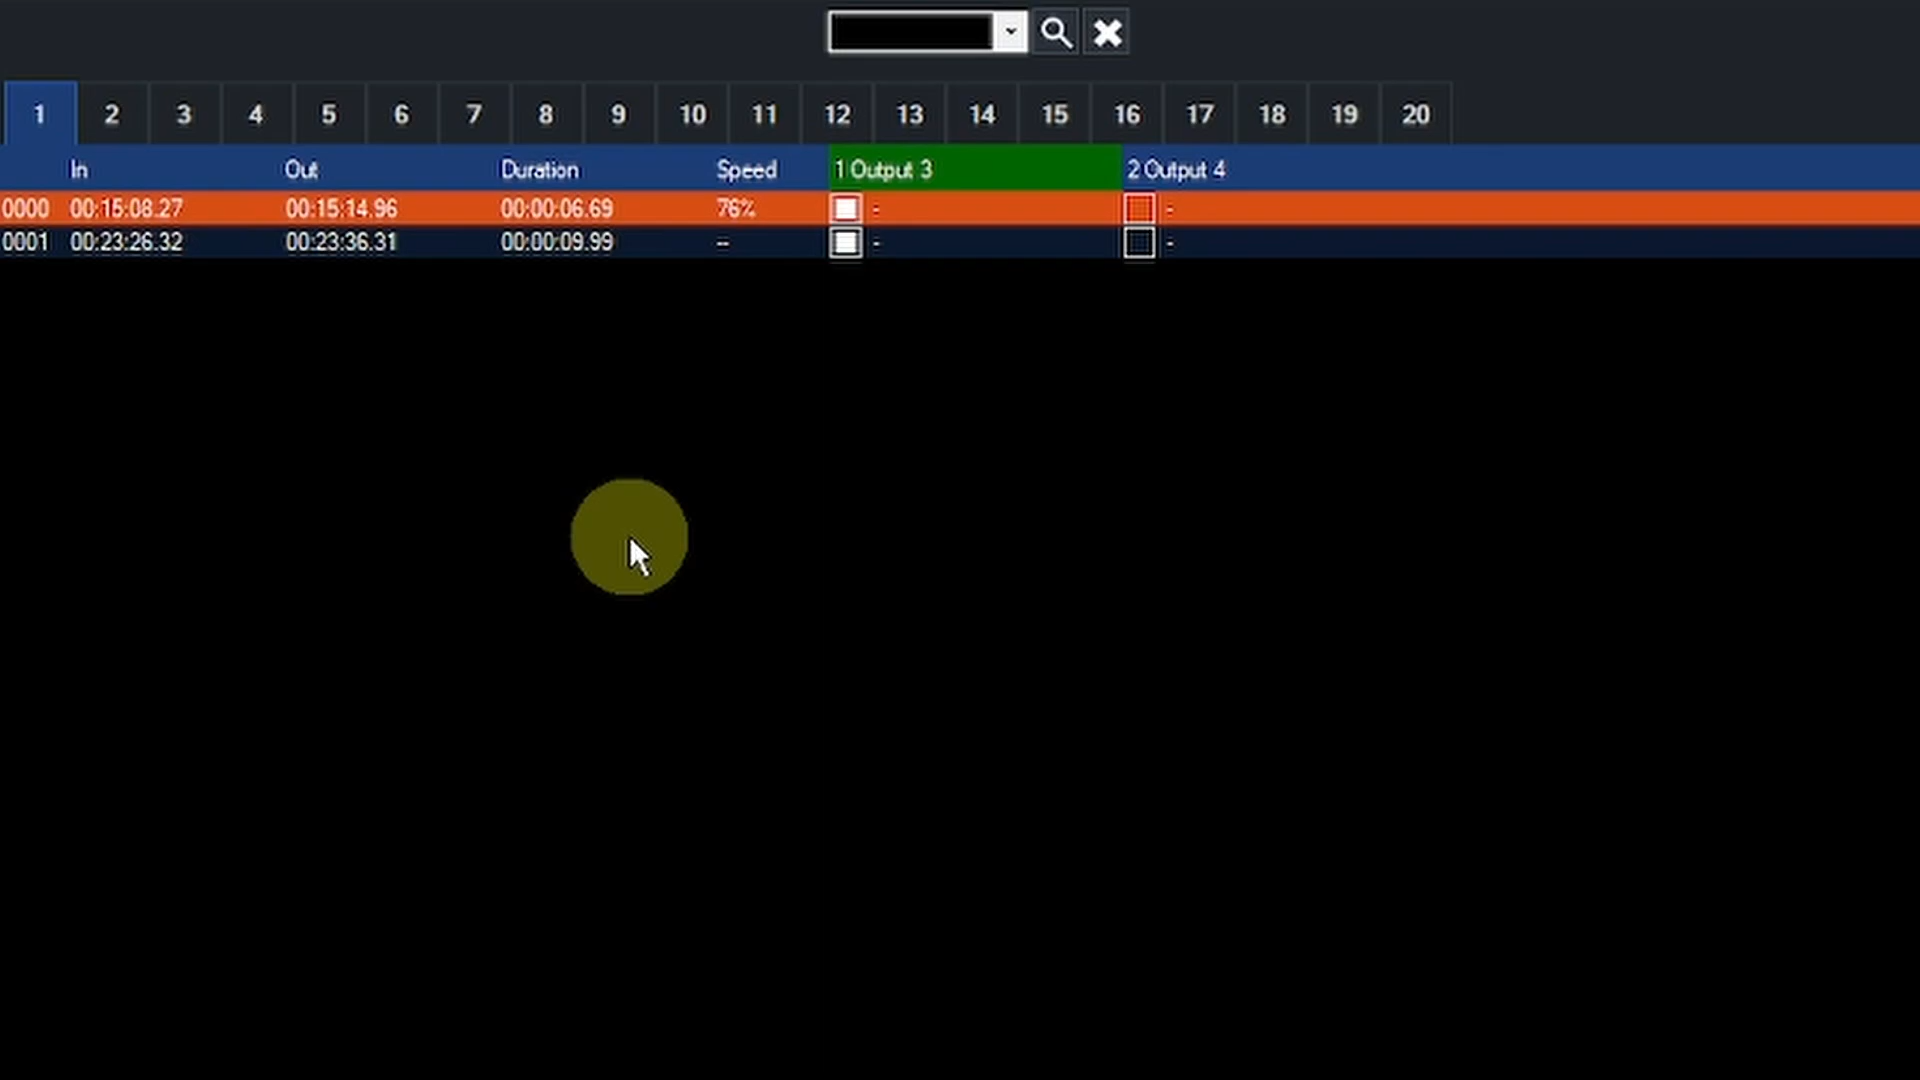 1 2 3 4 5 6 7 8 9 10 11 12 13 14 15 16 17 18 19 20
In Out Duration Speed 1 Output 3 2 Output 4
0000 00:15:08.27 00:15:14.96 00:00:06.69 76% - -
0001 00:23:26.32 00:23:36.31 00:00:09.99 -- - -